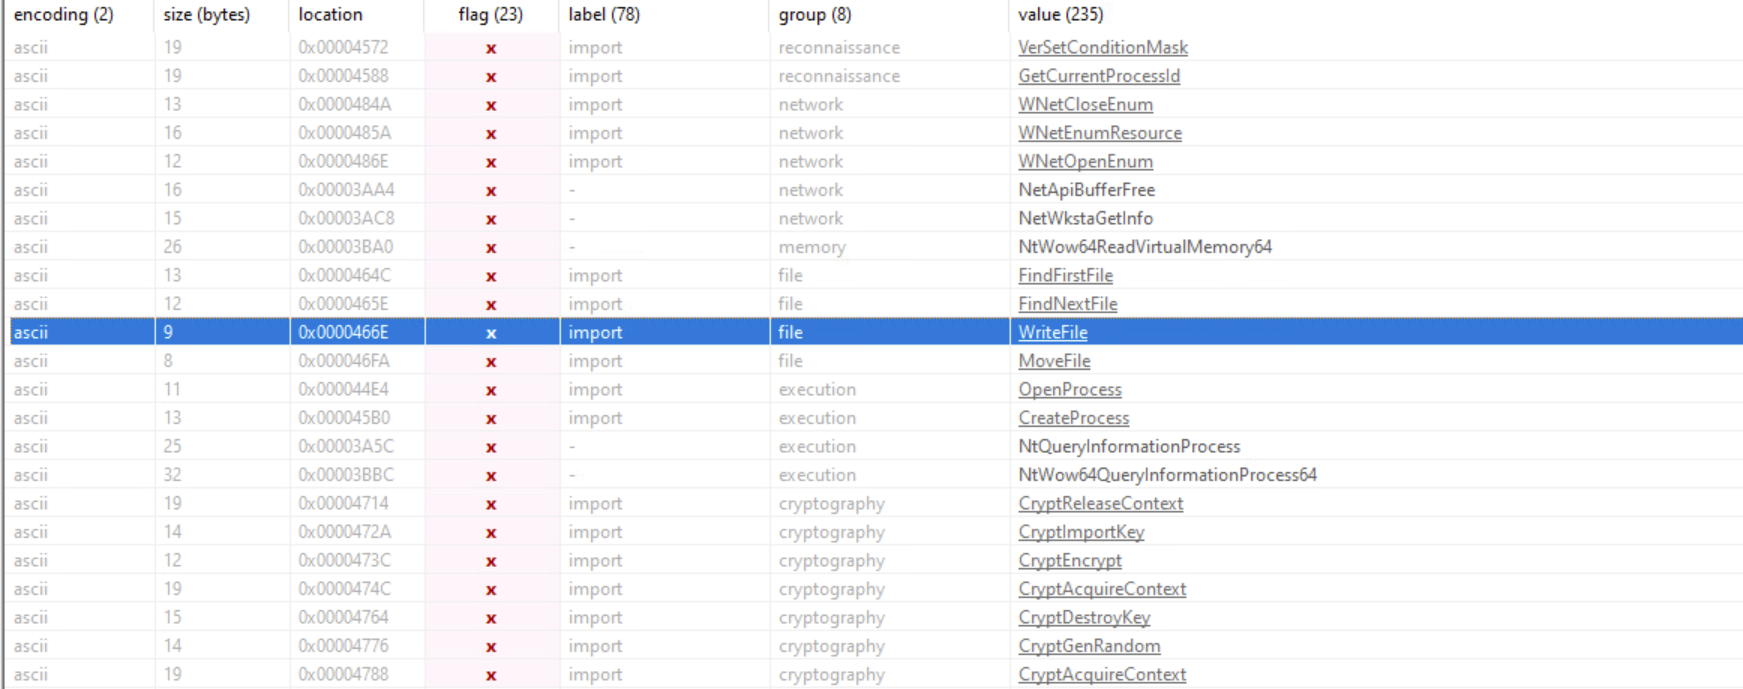 encoding (2) size (bytes) location flag (23) label (78) group (8) value (235)
ascii 19 0x00004572 x import reconnaissance VerSetConditionMask
ascii 19 0x00004588 x import reconnaissance GetCurrentProcessId
ascii 13 0x0000484A x import network WNetCloseEnum
ascii 16 0x0000485A x import network WNetEnumResource
ascii 12 0x0000486E x import network WNetOpenEnum
ascii 16 0x00003AA4 x - network NetApiBufferFree
ascii 15 0x00003AC8 x - network NetWkstaGetInfo
ascii 26 0x00003BA0 x - memory NtWow64ReadVirtualMemory64
ascii 13 0x0000464C x import file FindFirstFile
ascii 12 0x0000465E x import file FindNextFile
ascii 9 0x0000466E x import file WriteFile
ascii 8 0x000046FA x import file MoveFile
ascii 11 0x000044E4 x import execution OpenProcess
ascii 13 0x000045B0 x import execution CreateProcess
ascii 25 0x00003A5C x - execution NtQueryInformationProcess
ascii 32 0x00003BBC x - execution NtWow64QueryInformationProcess64
ascii 19 0x00004714 x import cryptography CryptReleaseContext
ascii 14 0x0000472A x import cryptography CryptImportKey
ascii 12 0x0000473C x import cryptography CryptEncrypt
ascii 19 0x0000474C x import cryptography CryptAcquireContext
ascii 15 0x00004764 x import cryptography CryptDestroyKey
ascii 14 0x00004776 x import cryptography CryptGenRandom
ascii 19 0x00004788 x import cryptography CryptAcquireContext